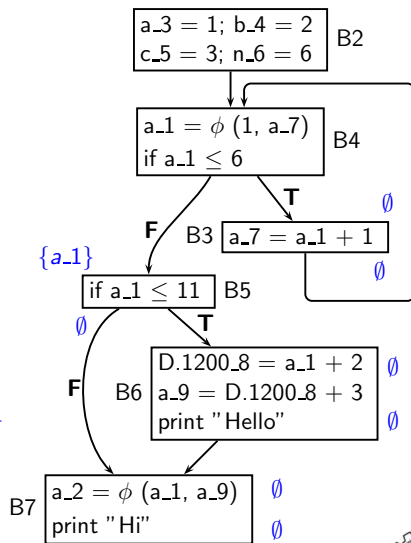 a_3 = 1; b_4 = 2
c_5 = 3; n_6 = 6
B2
a_1 = ϕ (1, a_7)
if a_1 ≤ 6
B4
F
T
∅
B3
a_7 = a_1 + 1
∅
{a_1}
if a_1 ≤ 11
B5
∅
T
F
B6
D.1200_8 = a_1 + 2
a_9 = D.1200_8 + 3
print "Hello"
∅
∅
B7
a_2 = ϕ (a_1, a_9)
print "Hi"
∅
∅